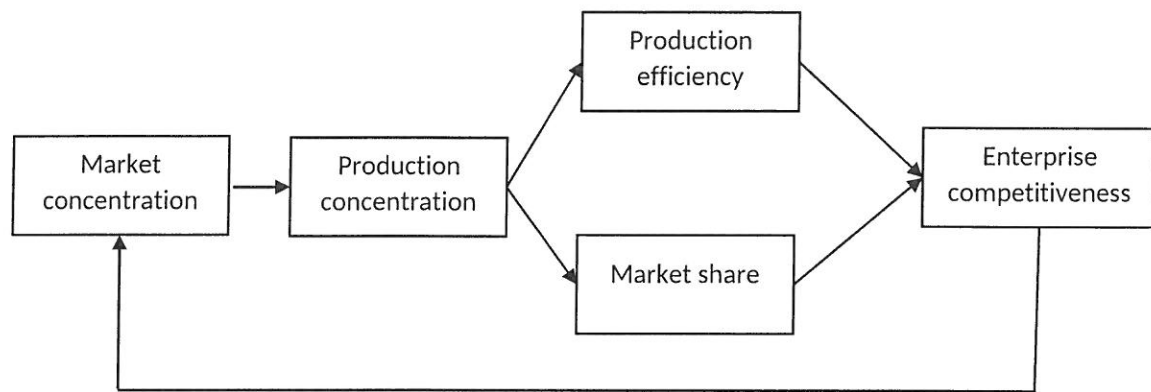 Production
efficiency
Market
concentration
Production
concentration
Enterprise
competitiveness
Market share